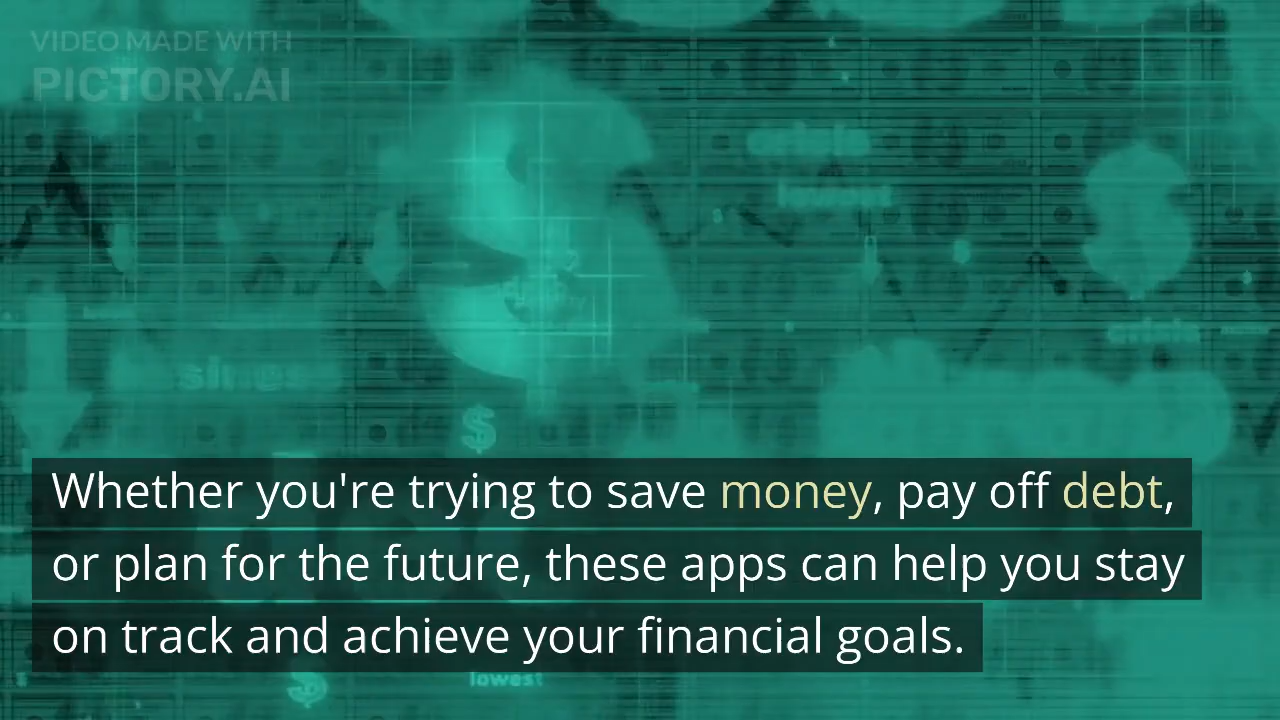 VIDEO MADE WITH
PICTORY.AI
Whether you're trying to save money, pay off debt,
or plan for the future, these apps can help you stay
on track and achieve your financial goals.
lowest